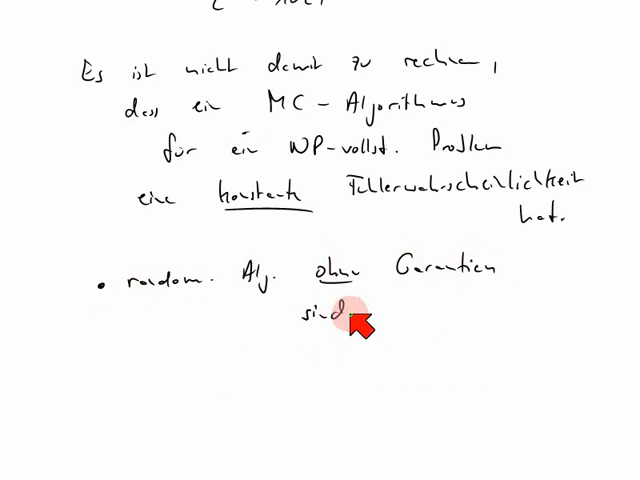 Es ist nicht damit zu rechnen,
dass ein MC-Algorithmus
für ein NP-vollst. Problem
eine konstante Fehlerwahrscheinlichkeit
hat.
• random. Alg. ohne Garantien
sind